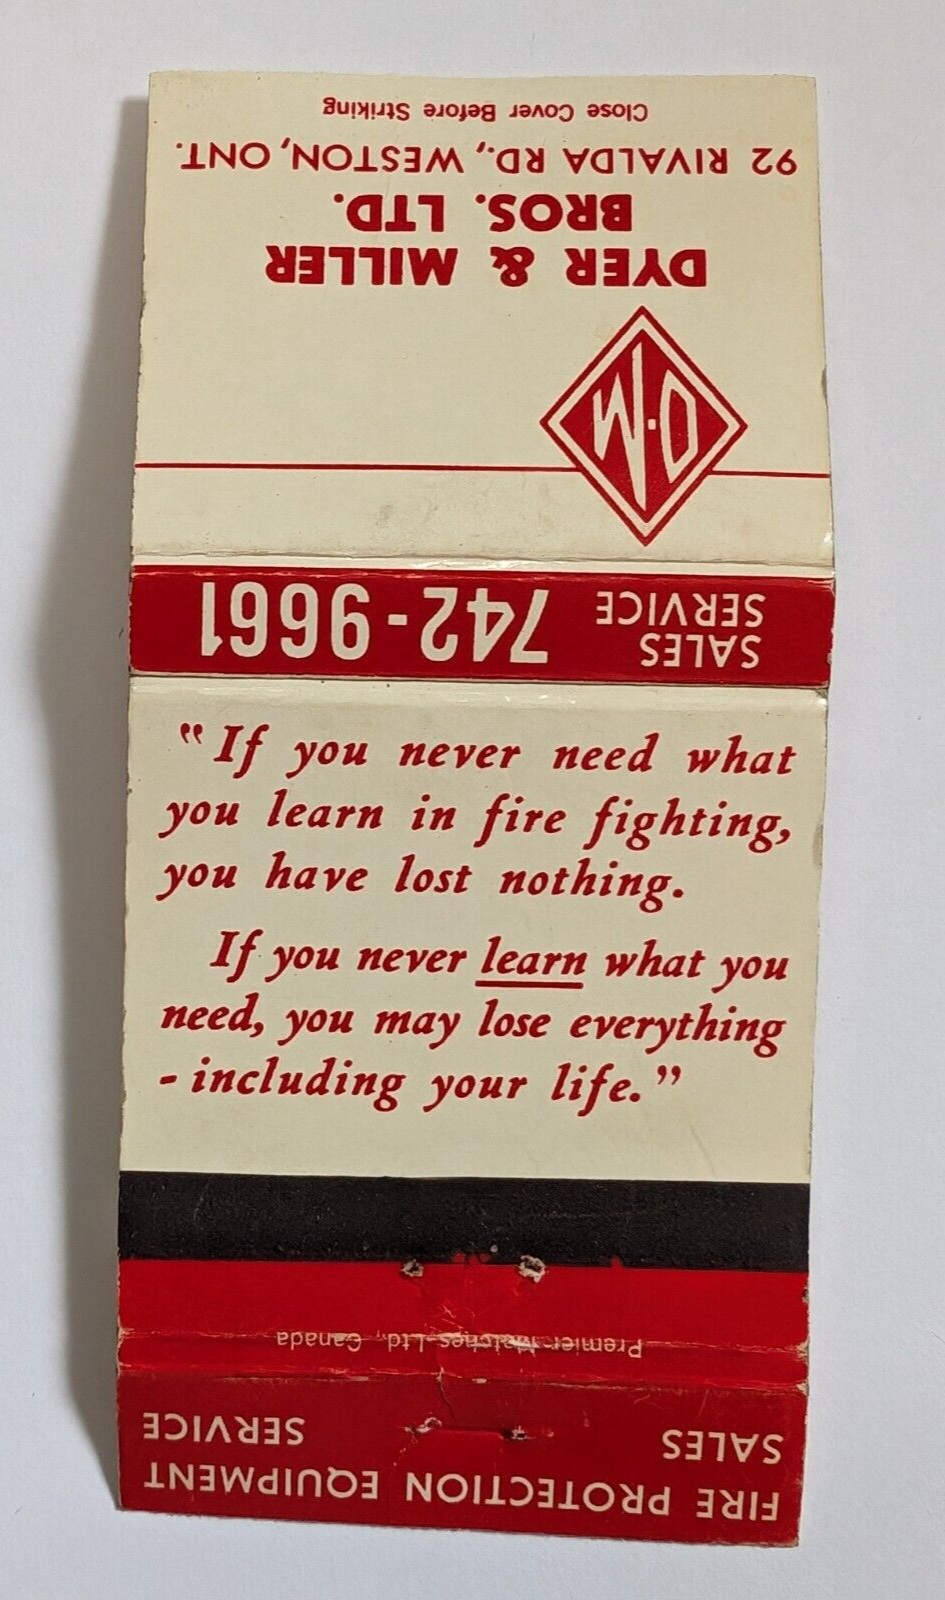 Close Cover Before Striking
92 RIVALDA RD., WESTON, ONT.
BROS. LTD.
DYER & MILLER
D·M
SALES
SERVICE
742-9661
"If you never need what
you learn in fire fighting,
you have lost nothing.
If you never learn what you
need, you may lose everything
- including your life."
Premier Matches Ltd., Canada
SALES SERVICE
FIRE PROTECTION EQUIPMENT